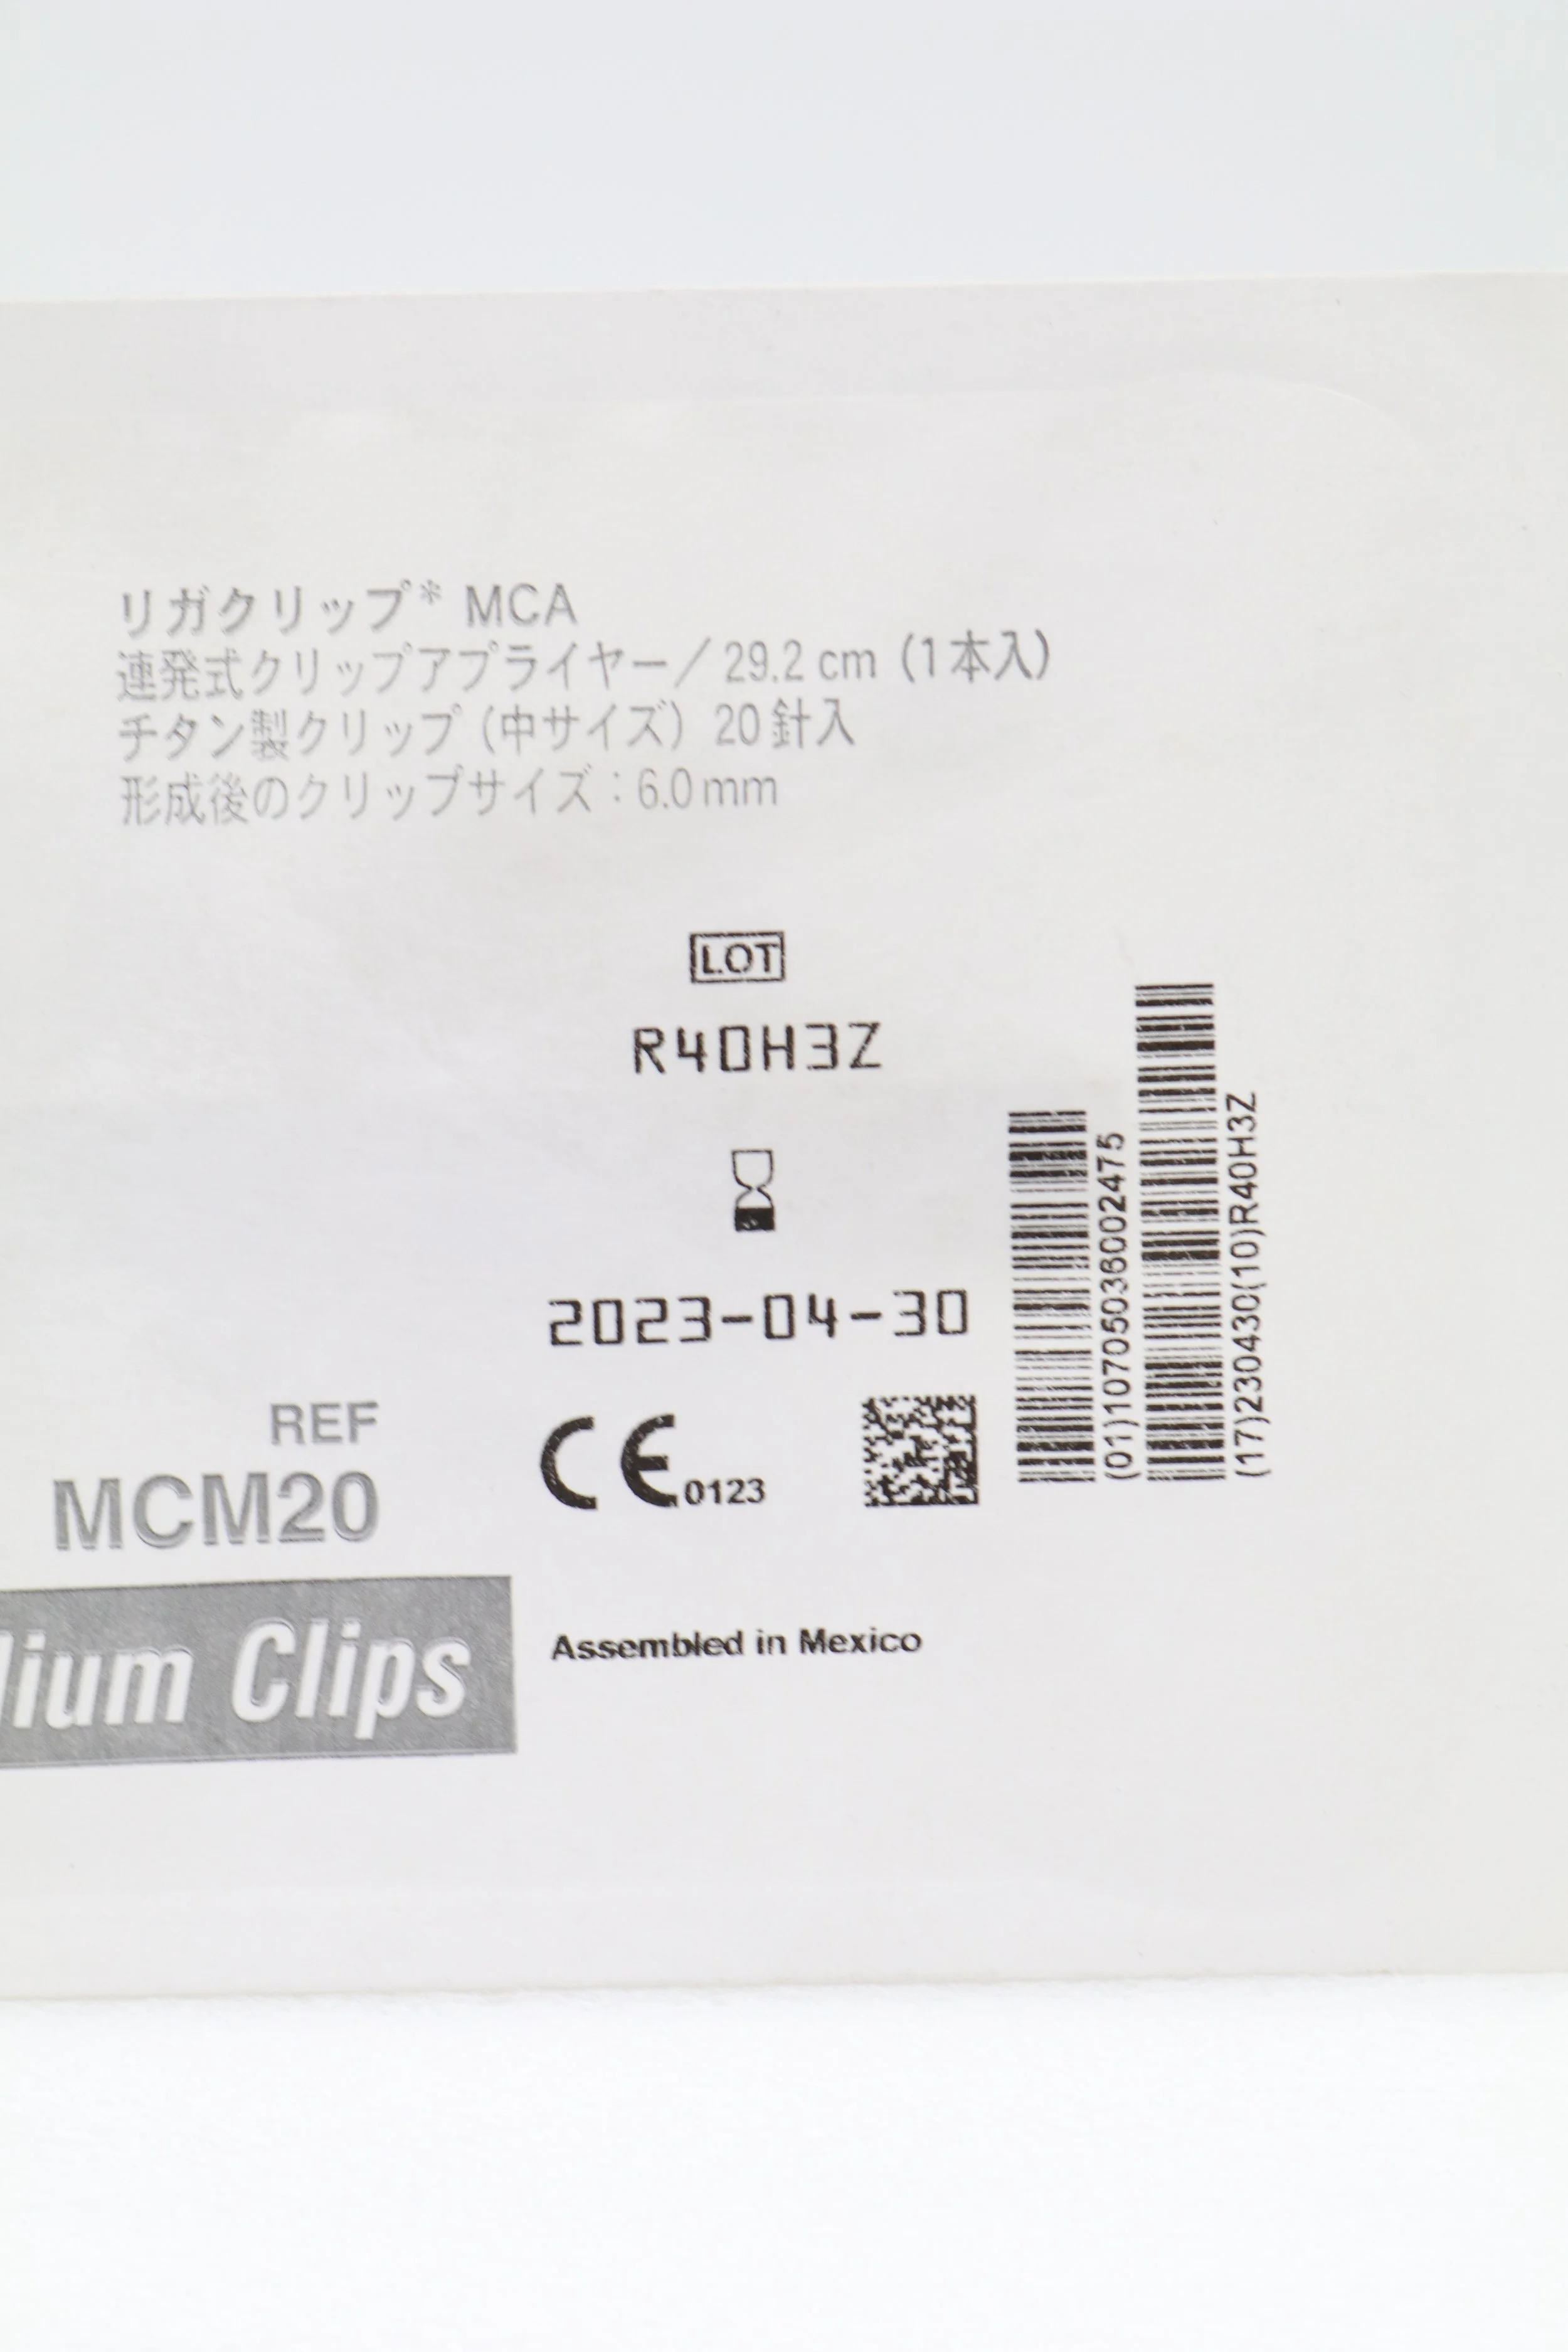 リガクリップ* MCA
連発式クリップアプライヤー／29.2 cm (1本入)
チタン製クリップ (中サイズ) 20針入
形成後のクリップサイズ：6.0 mm
LOT
R40H3Z
2023-04-30
REF
MCM20
CE 0123
(01)10705036002475
(17)230430(10)R40H3Z
Clips
Assembled in Mexico